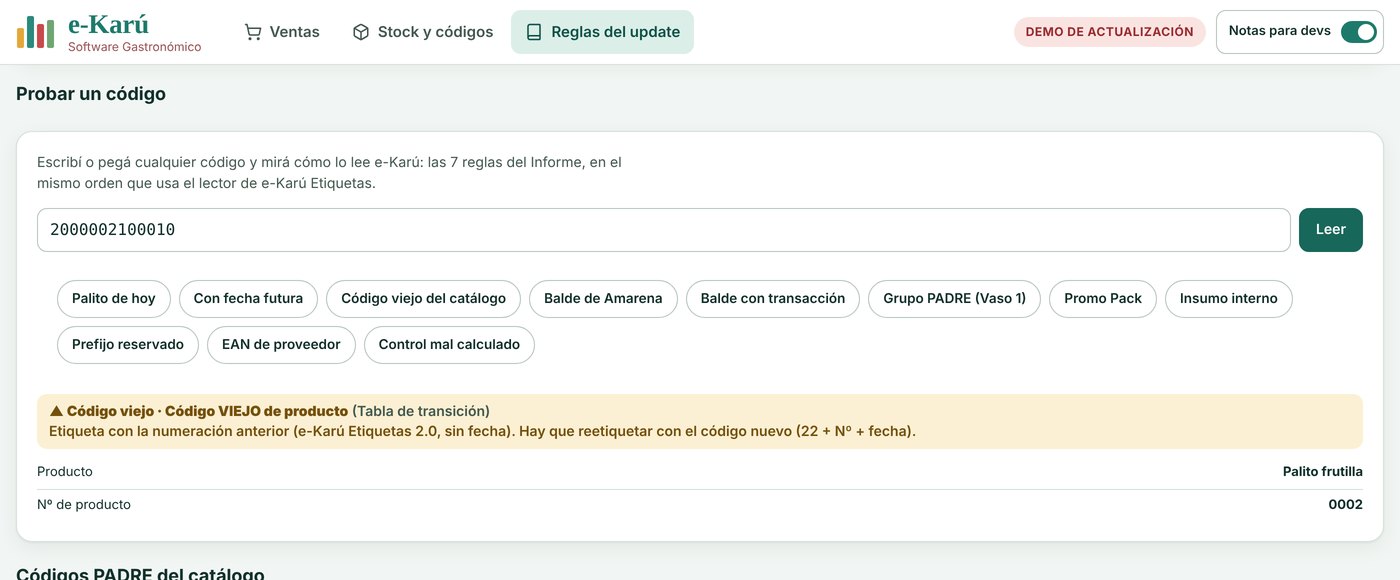 e-Karú
Software Gastronómico
Ventas
Stock y códigos
Reglas del update
DEMO DE ACTUALIZACIÓN
Notas para devs
Probar un código
Escribí o pegá cualquier código y mirá cómo lo lee e-Karú: las 7 reglas del Informe, en el
mismo orden que usa el lector de e-Karú Etiquetas.
2000002100010
Leer
Palito de hoy
Con fecha futura
Código viejo del catálogo
Balde de Amarena
Balde con transacción
Grupo PADRE (Vaso 1)
Promo Pack
Insumo interno
Prefijo reservado
EAN de proveedor
Control mal calculado
▲ Código viejo · Código VIEJO de producto (Tabla de transición)
Etiqueta con la numeración anterior (e-Karú Etiquetas 2.0, sin fecha). Hay que reetiquetar con el código nuevo (22 + Nº + fecha).
Producto
Palito frutilla
Nº de producto
0002
Códigos PADRE del catálogo